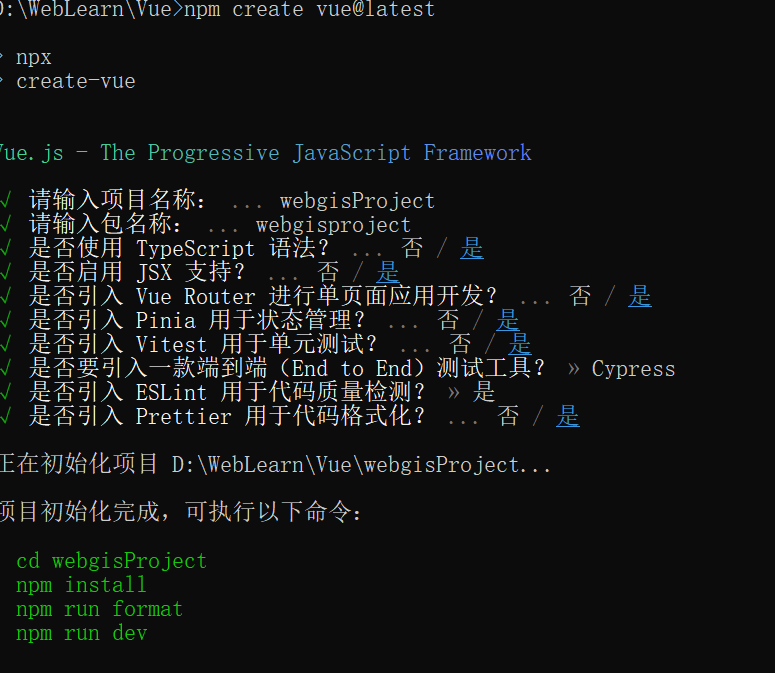 D:\WebLearn\Vue>npm create vue@latest
> npx
> create-vue
Vue.js - The Progressive JavaScript Framework
√ 请输入项目名称： ... webgisProject
√ 请输入包名称： ... webgisproject
√ 是否使用 TypeScript 语法？ ... 否 / 是
√ 是否启用 JSX 支持？ ... 否 / 是
√ 是否引入 Vue Router 进行单页面应用开发？ ... 否 / 是
√ 是否引入 Pinia 用于状态管理？ ... 否 / 是
√ 是否引入 Vitest 用于单元测试？ ... 否 / 是
√ 是否要引入一款端到端（End to End）测试工具？ » Cypress
√ 是否引入 ESLint 用于代码质量检测？ » 是
√ 是否引入 Prettier 用于代码格式化？ ... 否 / 是
正在初始化项目 D:\WebLearn\Vue\webgisProject...
项目初始化完成，可执行以下命令：
cd webgisProject
npm install
npm run format
npm run dev